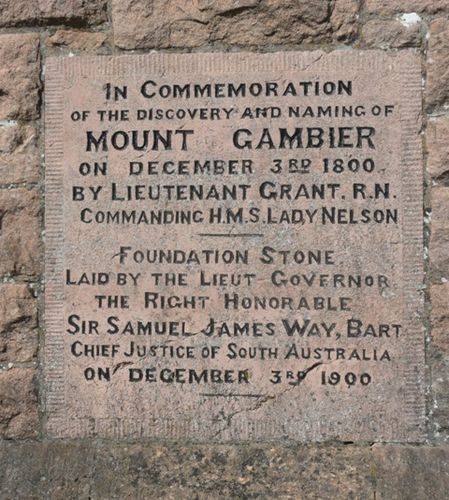 IN COMMEMORATION
OF THE DISCOVERY AND NAMING OF
MOUNT GAMBIER
ON DECEMBER 3RD 1800.
BY LIEUTENANT GRANT. R.N.
COMMANDING H.M.S. LADY NELSON
FOUNDATION STONE
LAID BY THE LIEUT GOVERNOR
THE RIGHT HONORABLE
SIR SAMUEL JAMES WAY, BART
CHIEF JUSTICE OF SOUTH AUSTRALIA
ON DECEMBER 3RD 1900